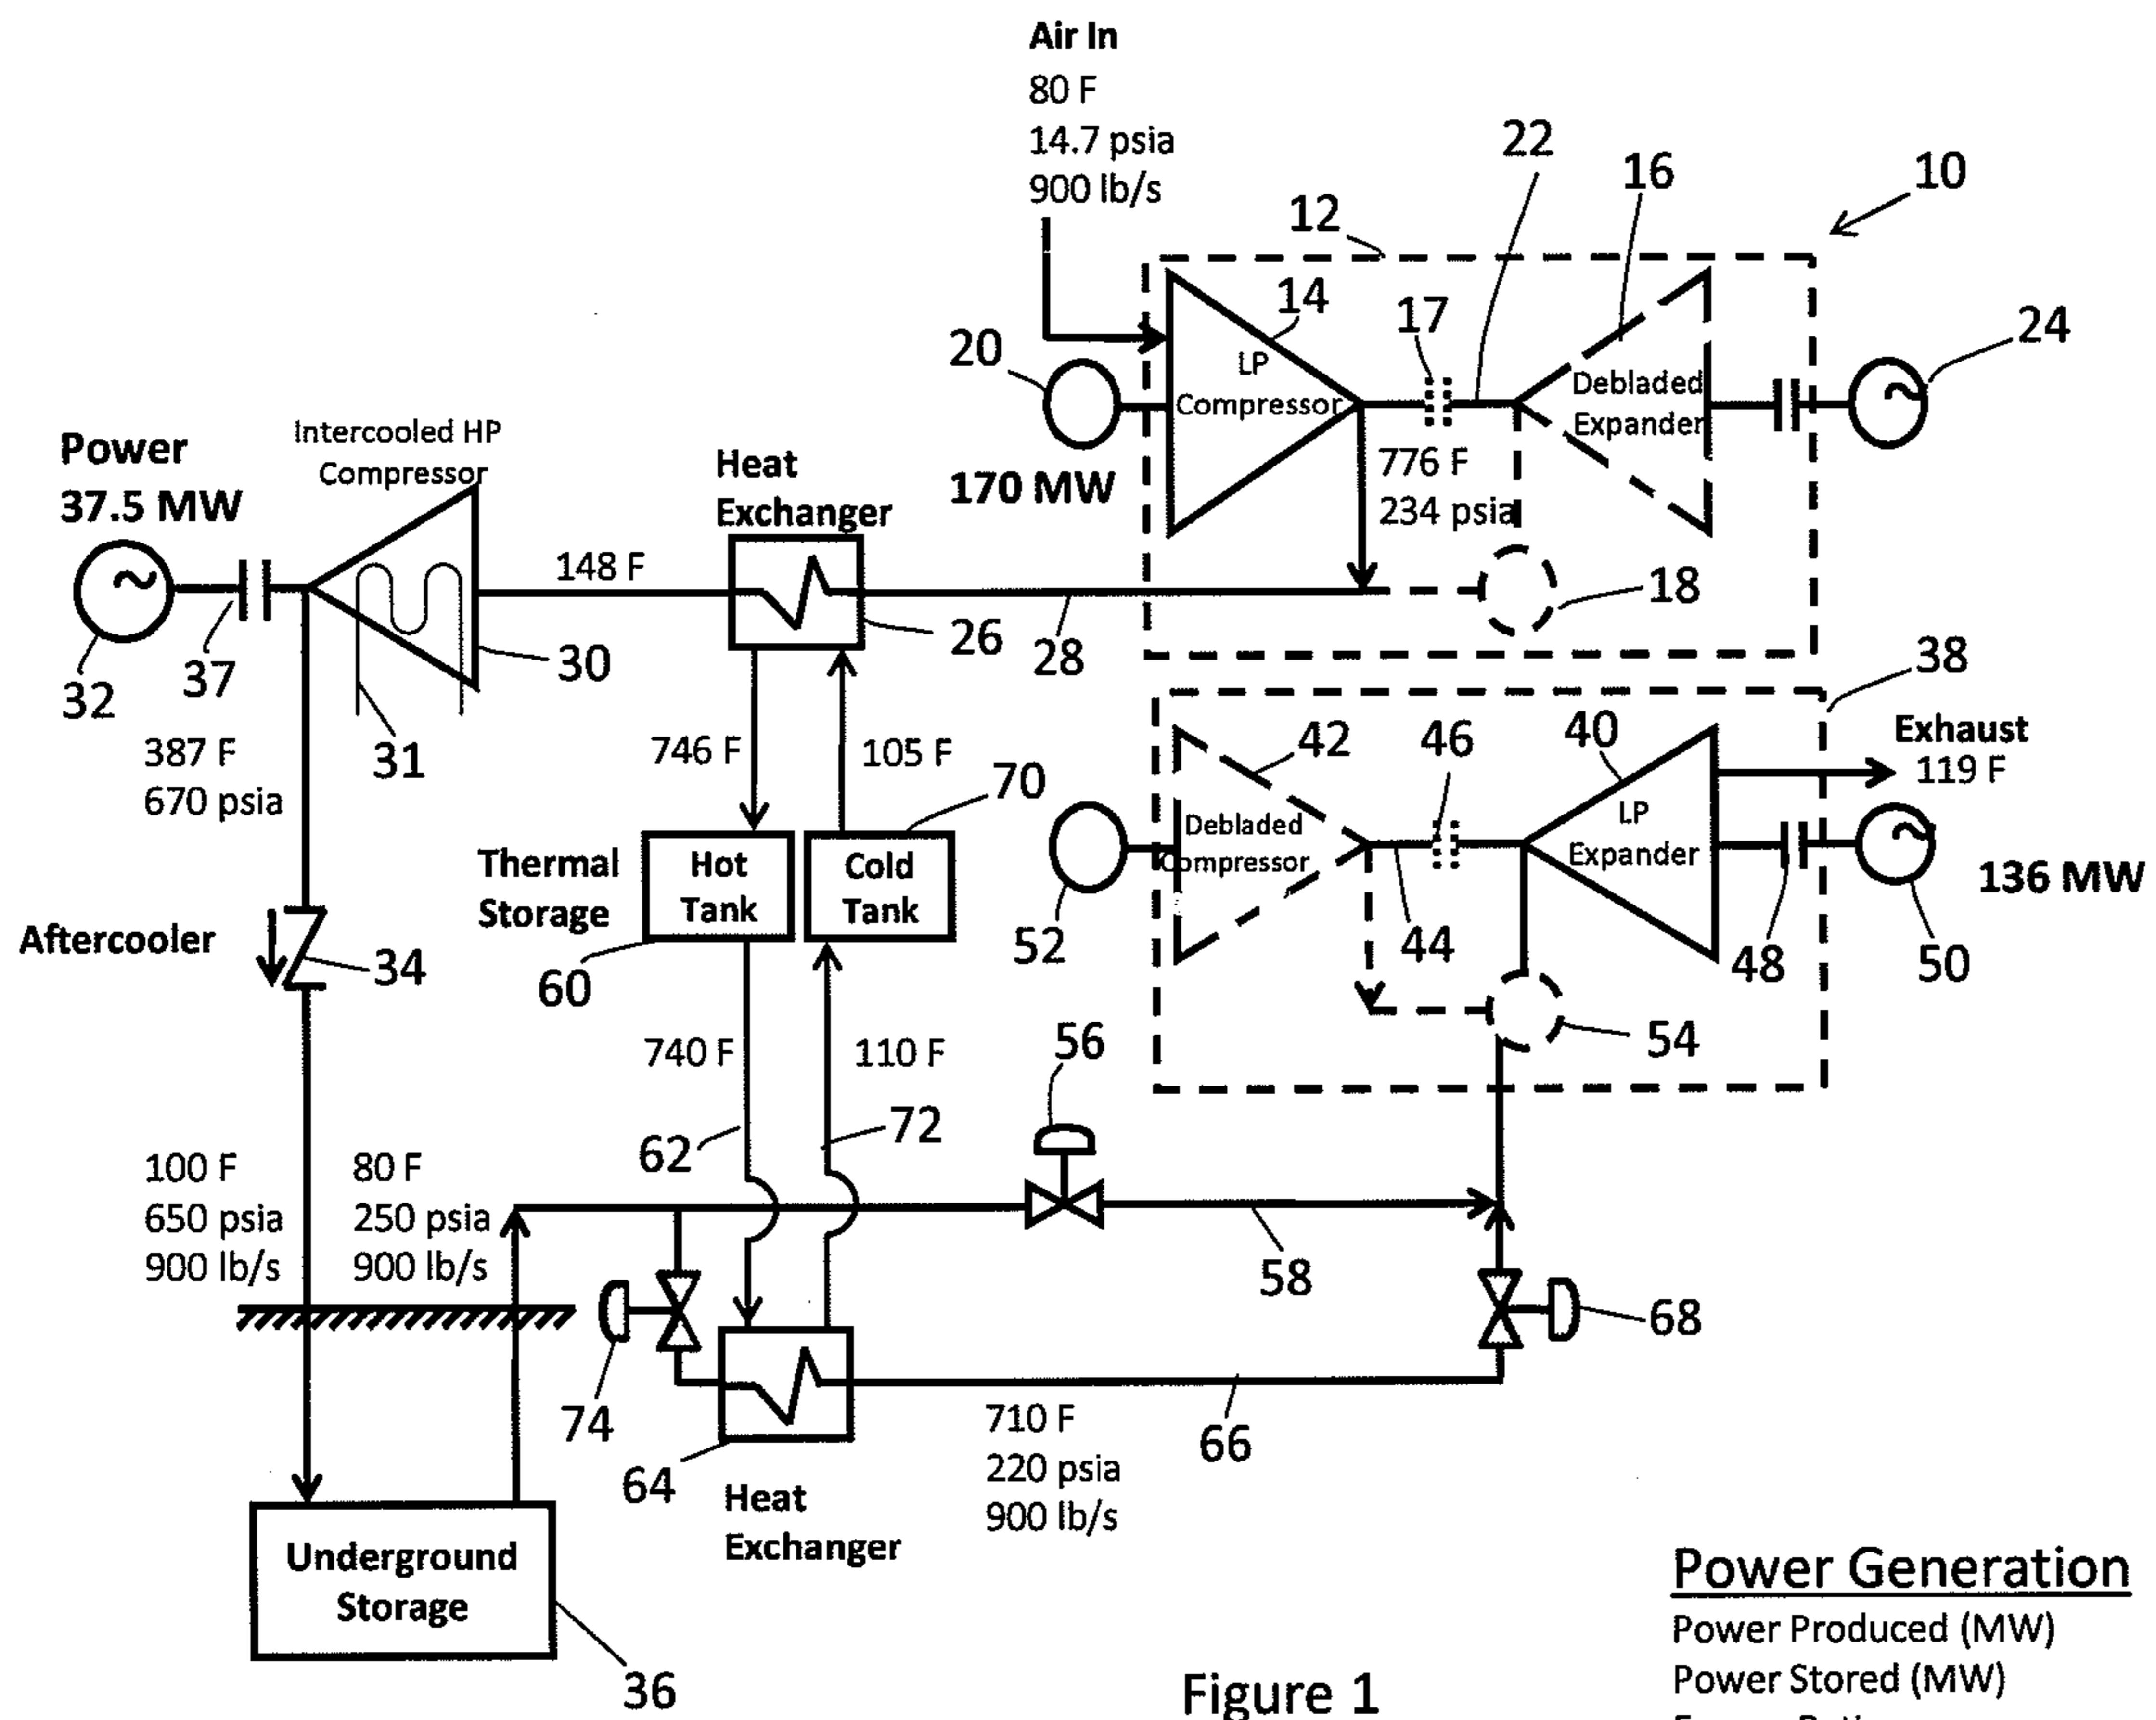 Air In
80 F
14.7 psia
900 lb/s
22
16
10
12
14
17
24
20
LP
Compressor
Debladed
Expander
170 MW
776 F
234 psia
18
Intercooled HP
Compressor
Power
37.5 MW
Heat
Exchanger
148 F
26
28
30
32
37
31
387 F
670 psia
38
Exhaust
119 F
42
46
40
LP
Expander
Debladed
Compressor
136 MW
52
44
48
50
54
746 F
105 F
70
Thermal
Storage
Hot
Tank
Cold
Tank
60
Aftercooler
34
740 F
110 F
56
62
72
100 F
650 psia
900 lb/s
80 F
250 psia
900 lb/s
58
68
74
64
Heat
Exchanger
710 F
220 psia
900 lb/s
66
Underground
Storage
36
Figure 1
Power Generation
Power Produced (MW)
Power Stored (MW)